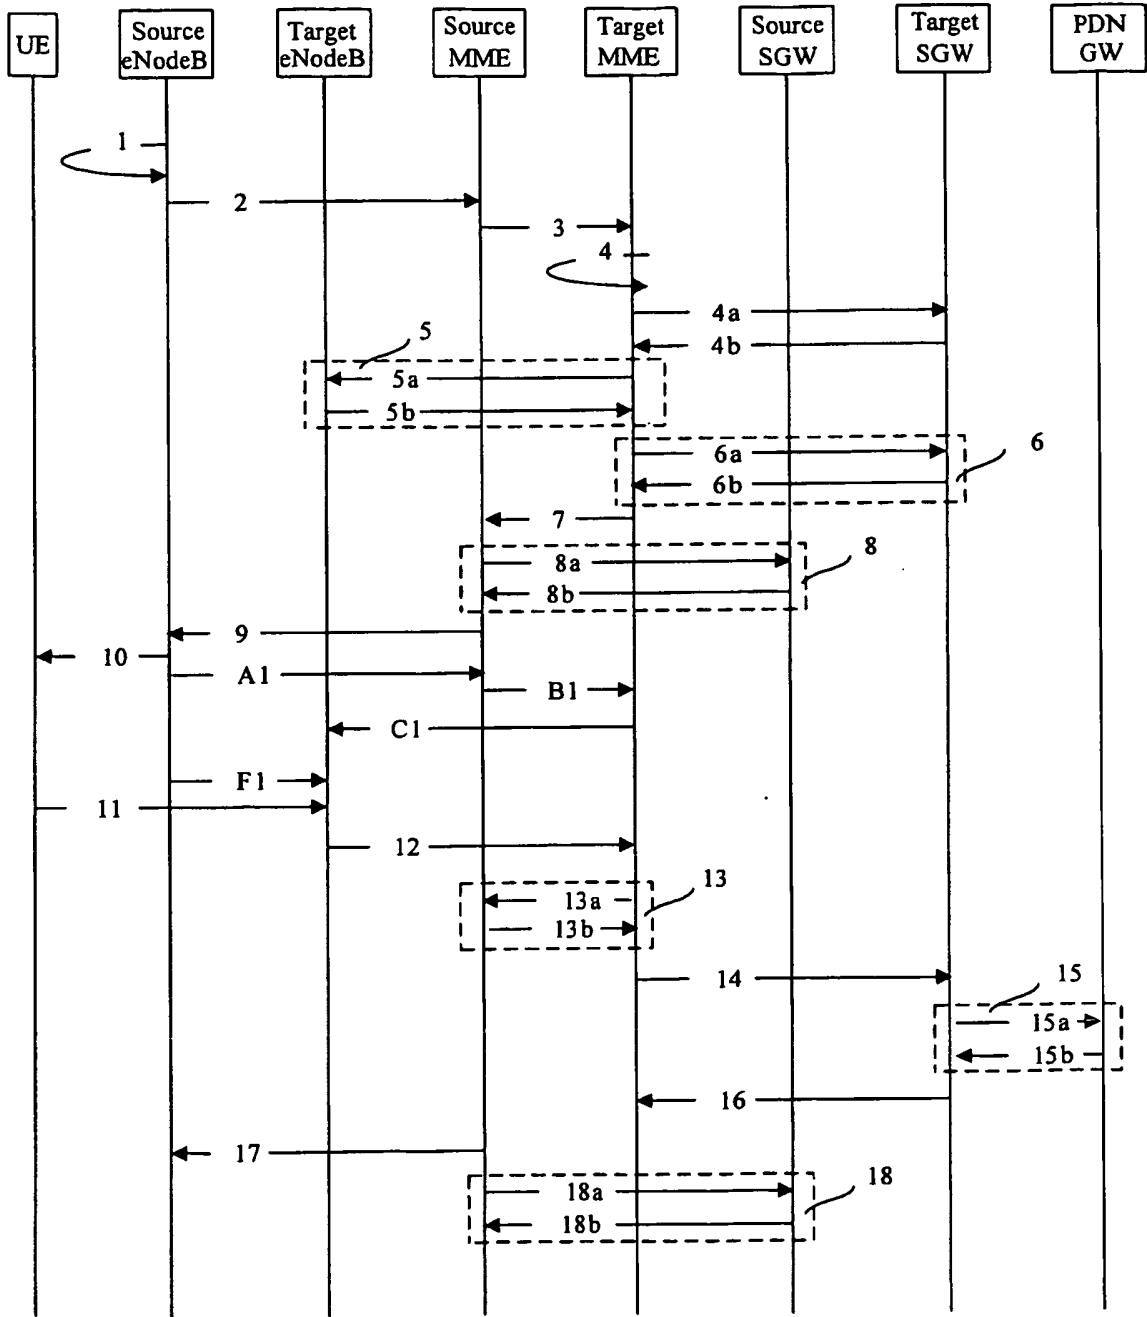 UE
Source
eNodeB
Target
eNodeB
Source
MME
Target
MME
Source
SGW
Target
SGW
PDN
GW
1
2
3
4
4a
4b
5
5a
5b
6
6a
6b
7
8
8a
8b
9
10
A1
B1
C1
F1
11
12
13
13a
13b
14
15
15a
15b
16
17
18
18a
18b